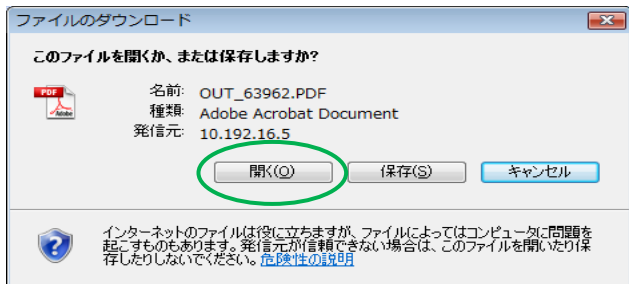 ファイルのダウンロード
このファイルを開くか、または保存しますか?
PDF
Adobe
名前: OUT_63962.PDF
種類: Adobe Acrobat Document
発信元: 10.192.16.5
開く(O) 保存(S) キャンセル
インターネットのファイルは役に立ちますが、ファイルによってはコンピュータに問題を
起こすものもあります。発信元が信頼できない場合は、このファイルを開いたり保
存したりしないでください。危険性の説明